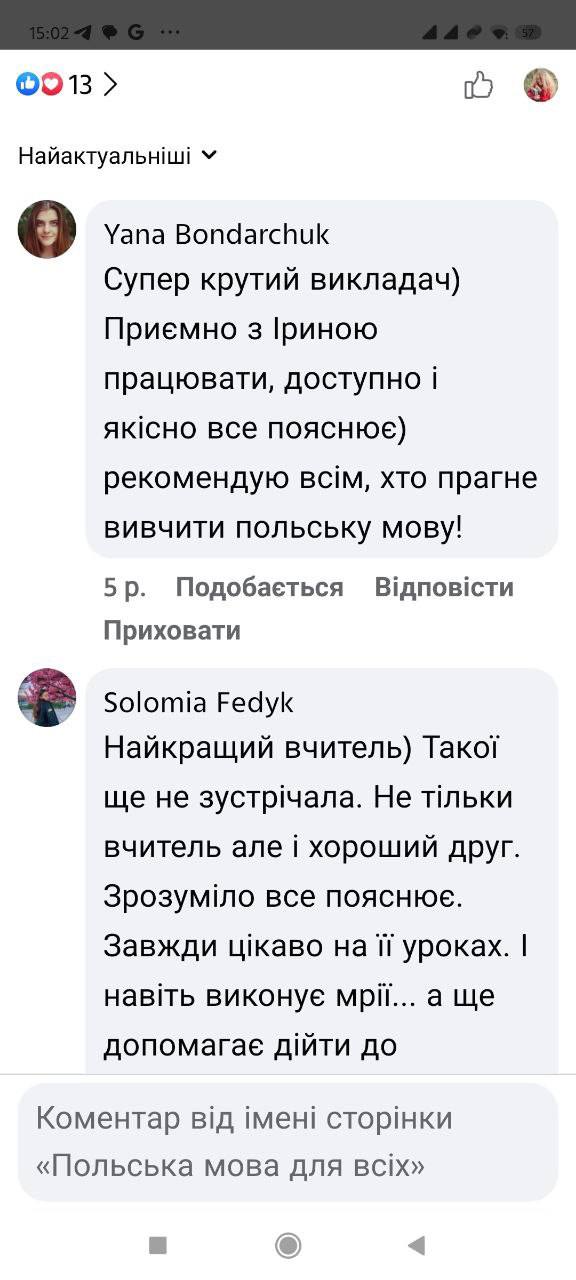 15:02
57
13
Найактуальніші
Yana Bondarchuk
Супер крутий викладач)
Приємно з Іриною
працювати, доступно і
якісно все пояснює)
рекомендую всім, хто прагне
вивчити польську мову!
5 р. Подобається Відповісти
Приховати
Solomia Fedyk
Найкращий вчитель) Такої
ще не зустрічала. Не тільки
вчитель але і хороший друг.
Зрозуміло все пояснює.
Завжди цікаво на її уроках. І
навіть виконує мрії... а ще
допомагає дійти до
Коментар від імені сторінки
«Польська мова для всіх»